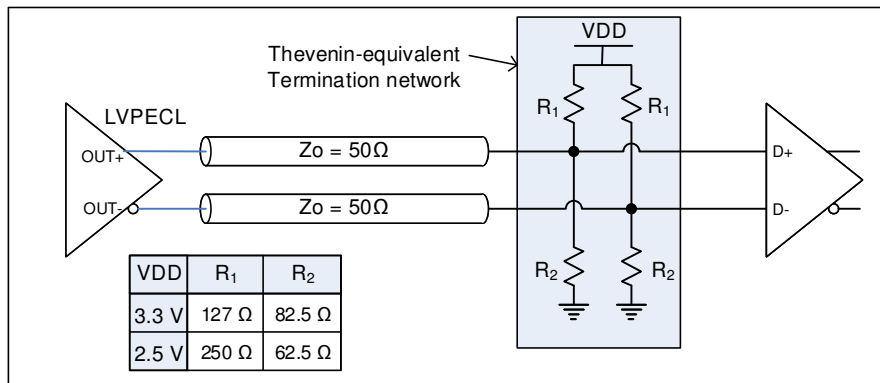 VDD
Thevenin-equivalent
Termination network
R1 R1
LVPECL
OUT+ Zo = 50Ω D+
OUT- Zo = 50Ω D-
R2 R2
VDD R1 R2
3.3 V 127 Ω 82.5 Ω
2.5 V 250 Ω 62.5 Ω